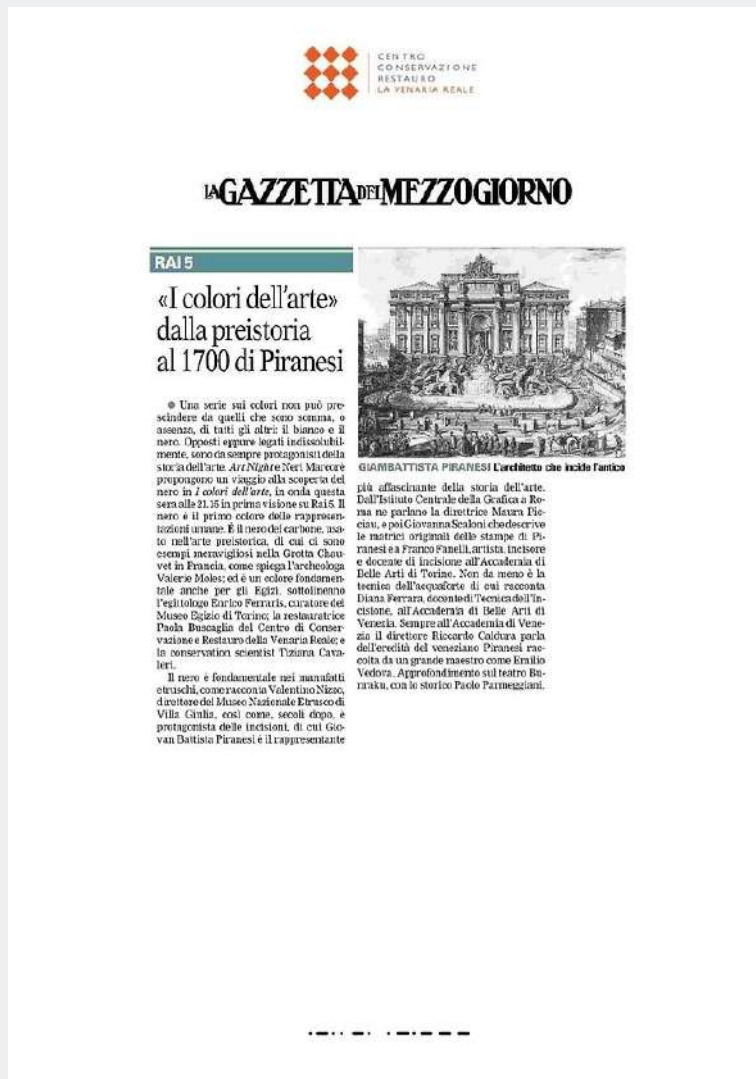 CENTRO
CONSERVAZIONE
RESTAURO
LA VENARIA REALE
LA GAZZETTA DEL MEZZOGIORNO
RAI 5
«I colori dell'arte»
dalla preistoria
al 1700 di Piranesi
● Una serie sui colori non può pre-
scindere da quelli che sono somma, o
assenza, di tutti gli altri: il bianco e il
nero. Opposti eppure legati indissolubil-
mente, sono da sempre protagonisti della
storia dell'arte. Art Night e Neri Marcorè
propongono un viaggio alla scoperta del
nero in I colori dell'arte, in onda questa
sera alle 21.15 in prima visione su Rai 5. Il
nero è il primo colore delle rappresen-
tazioni umane. È il nero del carbone, usa-
to nell'arte preistorica, di cui ci sono
esempi meravigliosi nella Grotta Chau-
vet in Francia, come spiega l'archeologa
Valerie Moles; ed è un colore fondamen-
tale anche per gli Egizi, sottolineano
l'egittologo Enrico Ferraris, curatore del
Museo Egizio di Torino; la restauratrice
Paola Buscaglia del Centro di Conser-
vazione e Restauro della Venaria Reale; e
la conservation scientist Tiziana Cava-
leri.
Il nero è fondamentale nei manufatti
etruschi, come racconta Valentino Nizzo,
direttore del Museo Nazionale Etrusco di
Villa Giulia, così come, secoli dopo, è
protagonista delle incisioni, di cui Gio-
van Battista Piranesi è il rappresentante
GIAMBATTISTA PIRANESI L'architetto che incide l'antico
più affascinante della storia dell'arte.
Dall'Istituto Centrale della Grafica a Ro-
ma ne parlano la direttrice Maura Pic-
ciau, e poi Giovanna Scaloni che descrive
le matrici originali delle stampe di Pi-
ranesi e a Franco Fanelli, artista, incisore
e docente di incisione all'Accademia di
Belle Arti di Torino. Non da meno è la
tecnica dell'acquaforte di cui racconta
Diana Ferrara, docente di Tecnica dell'In-
cisione, all'Accademia di Belle Arti di
Venezia. Sempre all'Accademia di Vene-
zia il direttore Riccardo Caldura parla
dell'eredità del veneziano Piranesi rac-
colta da un grande maestro come Emilio
Vedova. Approfondimento sul teatro Bu-
nraku, con lo storico Paolo Parmeggiani.